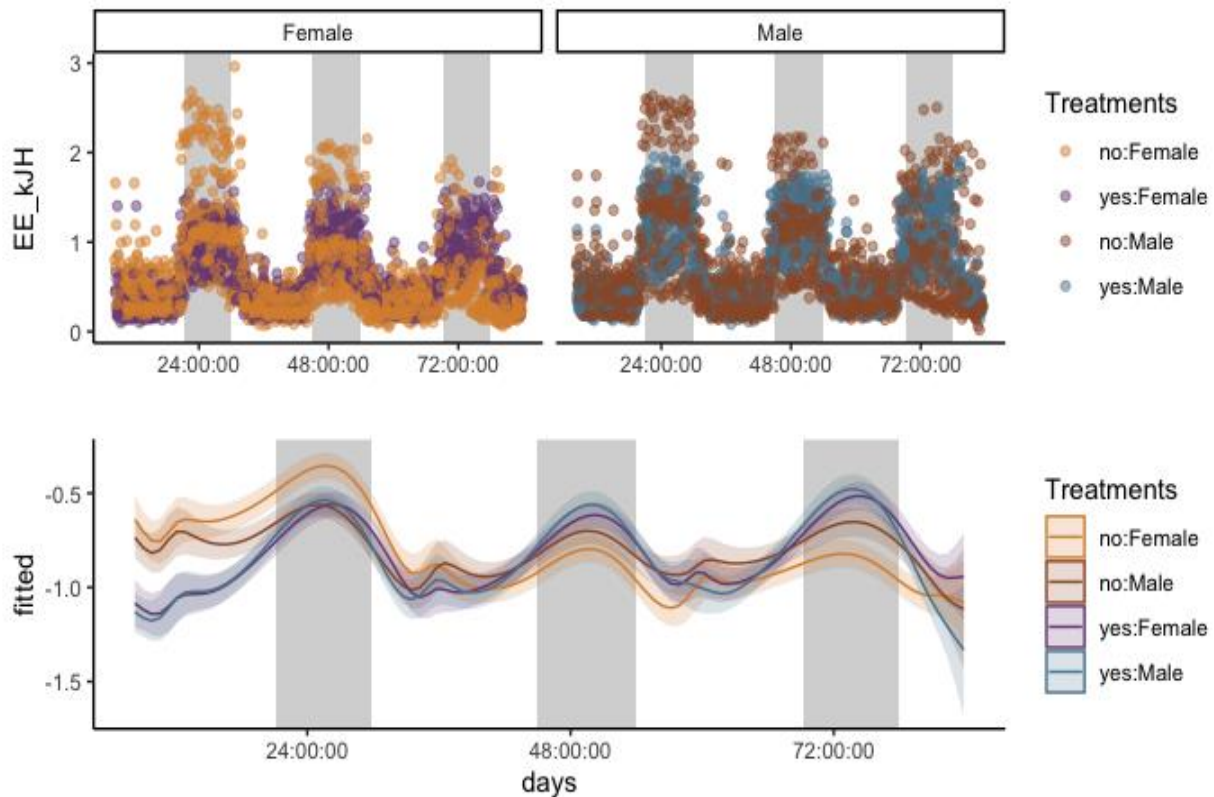 Female
Male
EE_kJH
3
2
1
0
24:00:00
48:00:00
72:00:00
24:00:00
48:00:00
72:00:00
Treatments
no:Female
yes:Female
no:Male
yes:Male
fitted
-0.5
-1.0
-1.5
24:00:00
48:00:00
72:00:00
days
Treatments
no:Female
no:Male
yes:Female
yes:Male